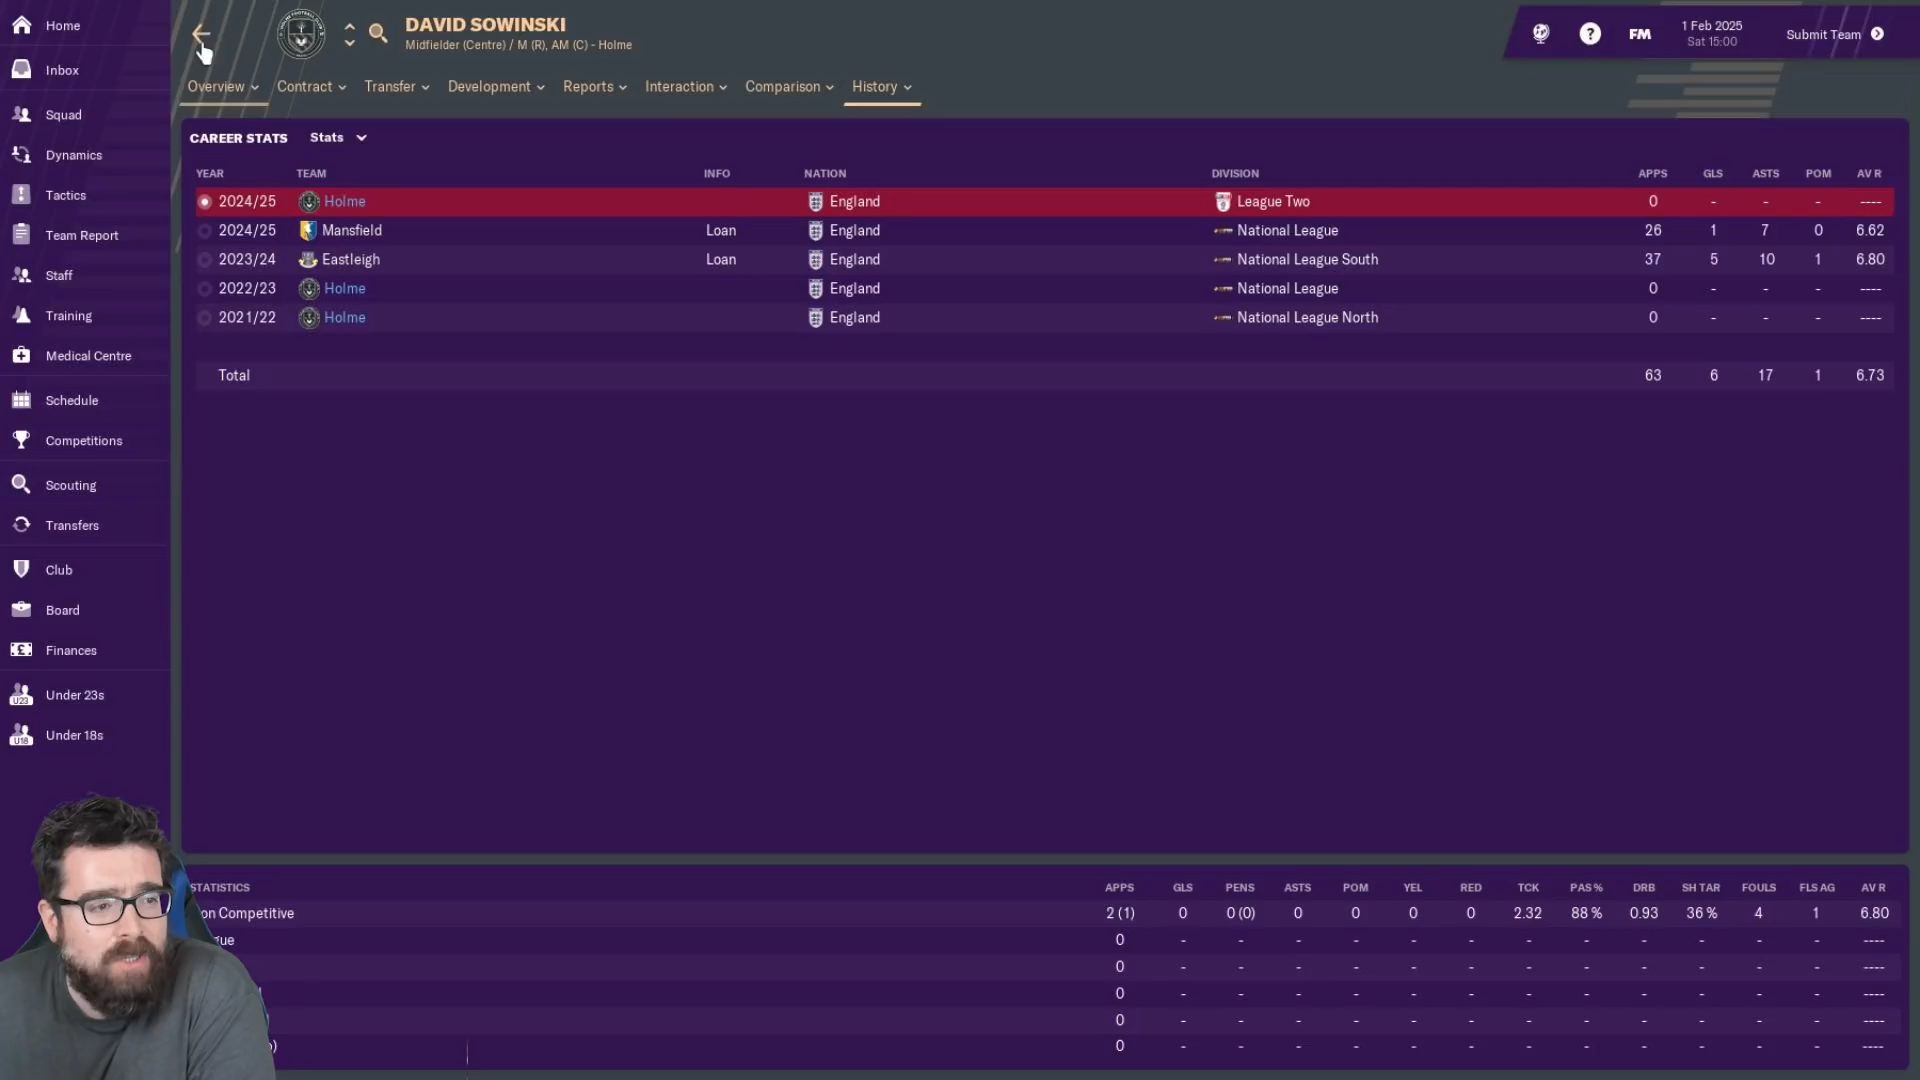 Home
Inbox
Squad
Dynamics
Tactics
Team Report
Staff
Training
Medical Centre
Schedule
Competitions
Scouting
Transfers
Club
Board
Finances
U23 Under 23s
U18 Under 18s
DAVID SOWINSKI
Midfielder (Centre) / M (R), AM (C) - Holme
? FM 1 Feb 2025 Submit Team
Sat 15:00
Overview Contract Transfer Development Reports Interaction Comparison History
CAREER STATS Stats
YEAR TEAM INFO NATION DIVISION APPS GLS ASTS POM AV R
2024/25 Holme England League Two 0 - - - ----
2024/25 Mansfield Loan England National League 26 1 7 0 6.62
2023/24 Eastleigh Loan England National League South 37 5 10 1 6.80
2022/23 Holme England National League 0 - - - ----
2021/22 Holme England National League North 0 - - - ----
Total 63 6 17 1 6.73
STATISTICS APPS GLS PENS ASTS POM YEL RED TCK PAS % DRB SH TAR FOULS FLS AG AV R
on Competitive 2 (1) 0 0 (0) 0 0 0 0 2.32 88 % 0.93 36 % 4 1 6.80
gue 0 - - - - - - - - - - - - ----
0 - - - - - - - - - - - - ----
0 - - - - - - - - - - - - ----
0 - - - - - - - - - - - - ----
0 - - - - - - - - - - - - ----